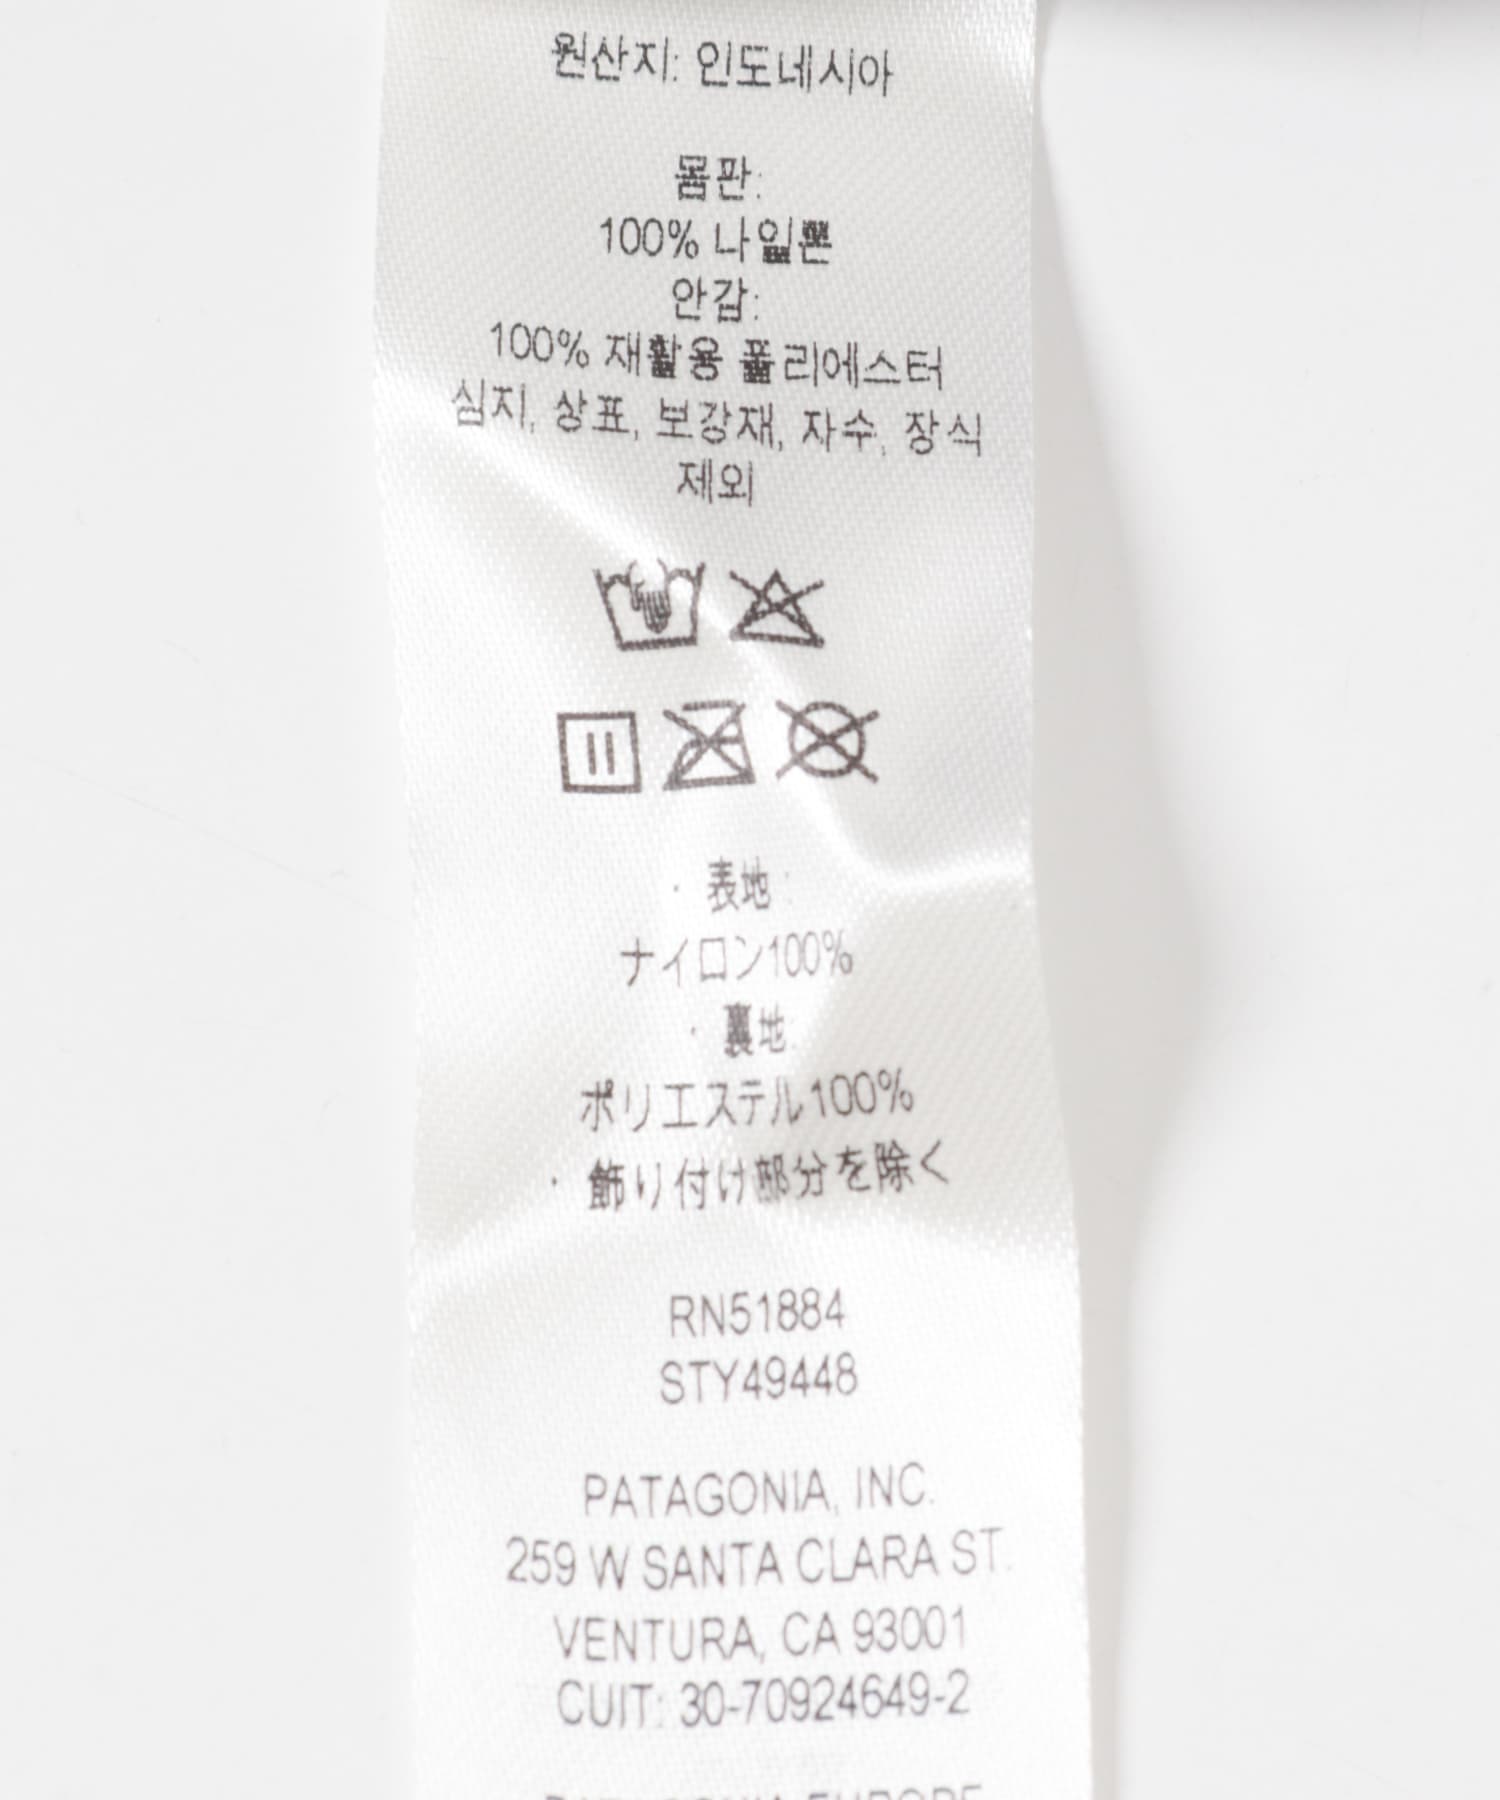 원산지: 인도네시아
몸판:
100% 나일론
안감:
100% 재활용 폴리에스터
심지, 상표, 보강재, 자수, 장식
제외
・表地:
ナイロン100%
・裏地:
ポリエステル100%
・飾り付け部分を除く
RN51884
STY49448
PATAGONIA, INC.
259 W SANTA CLARA ST.
VENTURA, CA 93001
CUIT: 30-70924649-2
PATAGONIA EUROPE